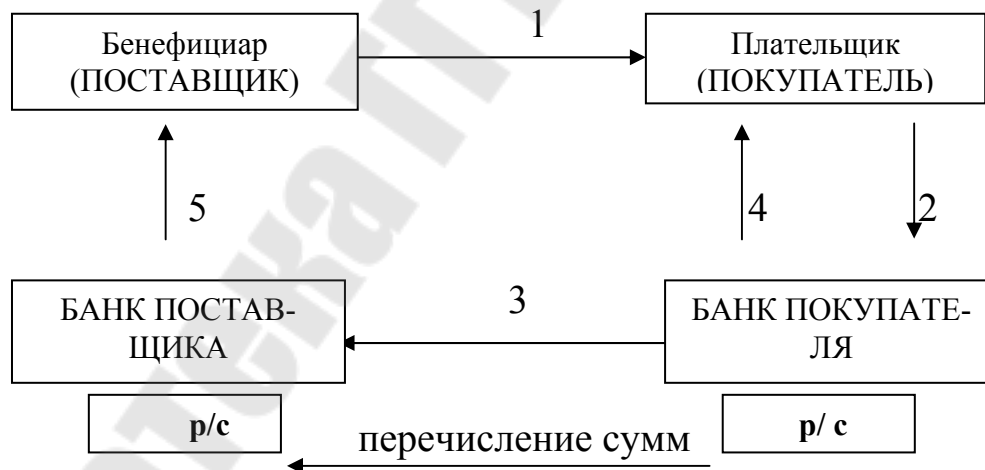 Бенефициар
(ПОСТАВЩИК)
1
Плательщик
(ПОКУПАТЕЛЬ)
5
4
2
БАНК ПОСТАВ-
ЩИКА
3
БАНК ПОКУПАТЕ-
ЛЯ
р/с
перечисление сумм
р/ с